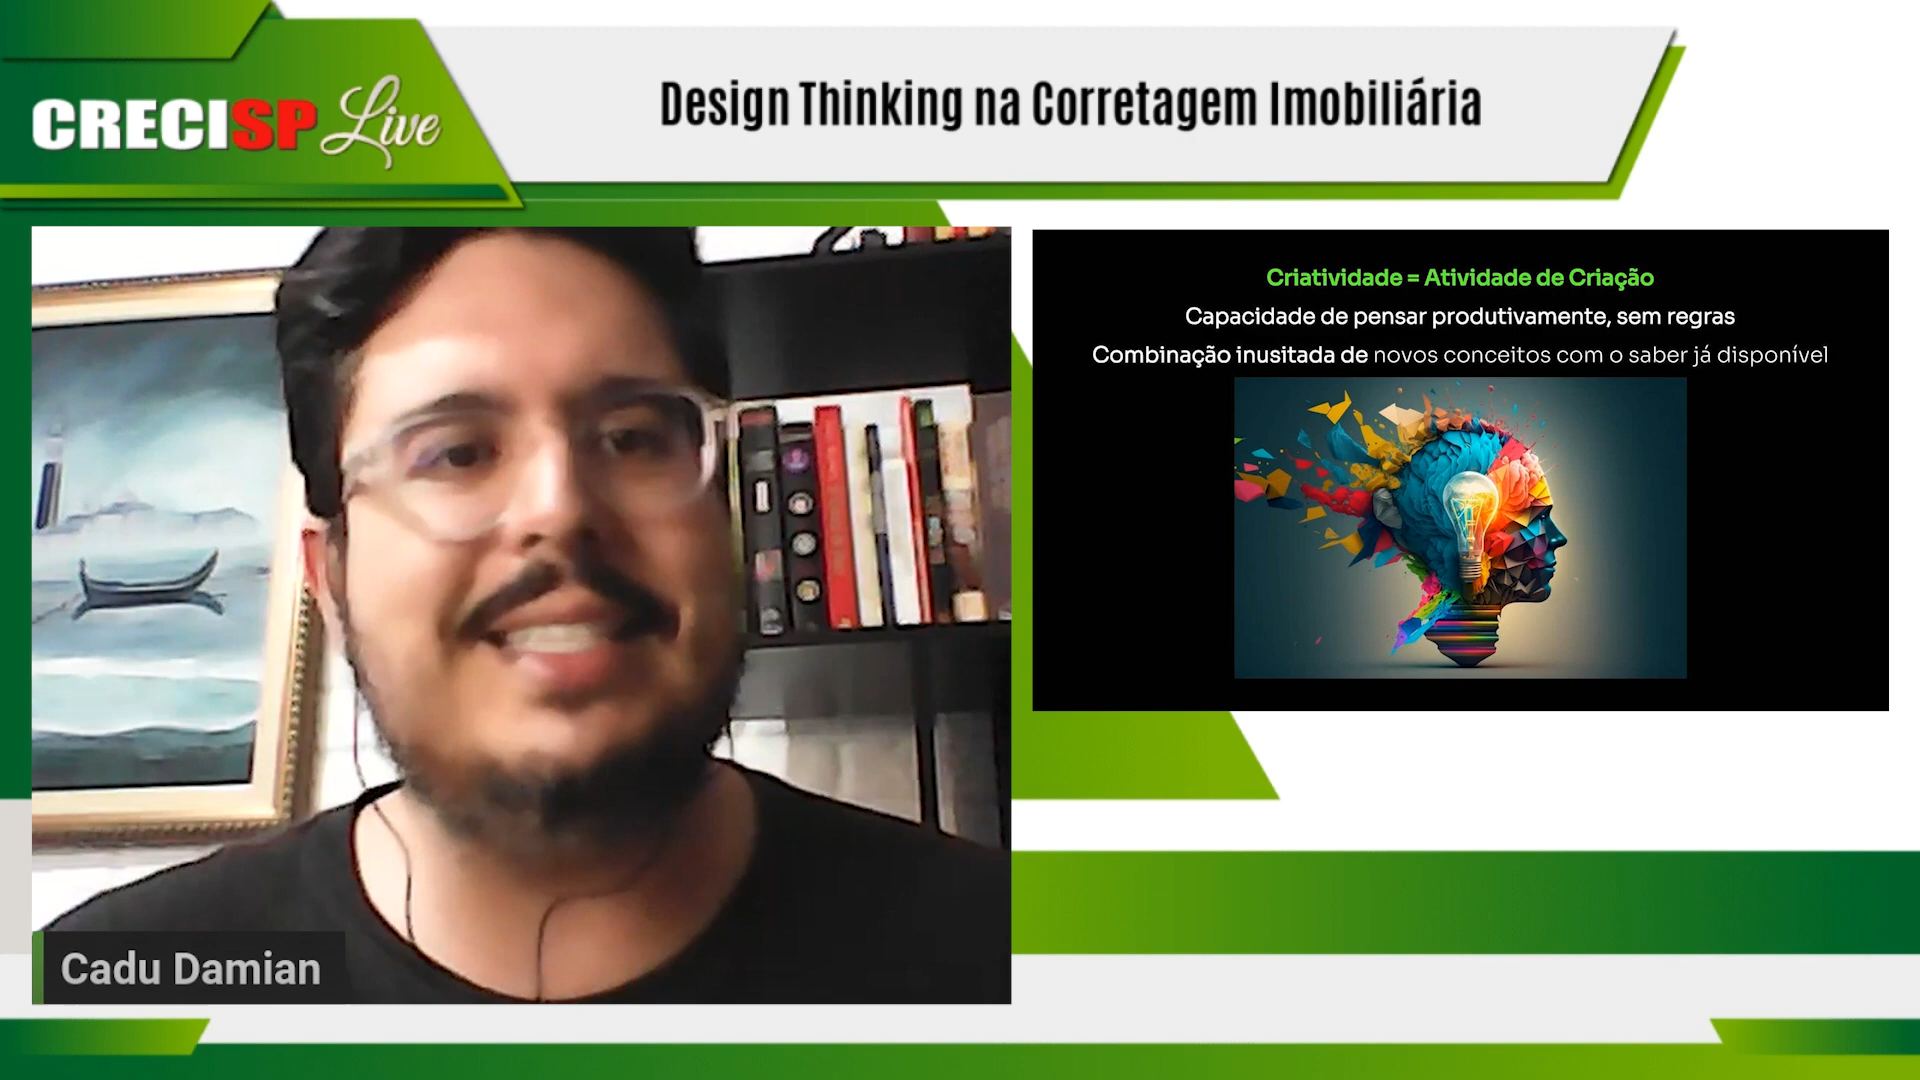 CRECISP Live
Design Thinking na Corretagem Imobiliária
Criatividade = Atividade de Criação
Capacidade de pensar produtivamente, sem regras
Combinação inusitada de novos conceitos com o saber já disponível
Cadu Damian